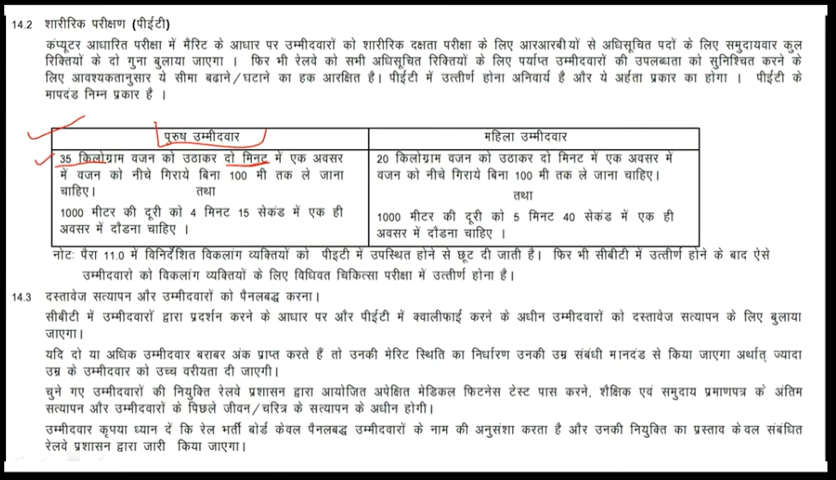 14.2 शारीरिक परीक्षण (पीईटी)
कंप्यूटर आधारित परीक्षा में मैरिट के आधार पर उम्मीदवारों को शारीरिक दक्षता परीक्षा के लिए आरआरबीयों से अधिसूचित पदों के लिए समुदायवार कुल
रिक्तियों के दो गुना बुलाया जाएगा । फिर भी रेलवे को सभी अधिसूचित रिक्तियों के लिए पर्याप्त उम्मीदवारों की उपलब्धता को सुनिश्चित करने के
लिए आवश्यकतानुसार ये सीमा बढाने/घटाने का हक आरक्षित है। पीईटी में उत्तीर्ण होना अनिवार्य है और ये अर्हता प्रकार का होगा । पीईटी के
मापदंड निम्न प्रकार है ।
पुरुष उम्मीदवार
35 किलोग्राम वजन को उठाकर दो मिनट में एक अवसर
में वजन को नीचे गिराये बिना 100 मी तक ले जाना
चाहिए। तथा
1000 मीटर की दूरी को 4 मिनट 15 सेकंड में एक ही
अवसर में दौडना चाहिए ।
महिला उम्मीदवार
20 किलोग्राम वजन को उठाकर दो मिनट में एक अवसर में
वजन को नीचे गिराये बिना 100 मी तक ले जाना चाहिए।
तथा
1000 मीटर की दूरी को 5 मिनट 40 सेकंड में एक ही
अवसर में दौडना चाहिए ।
नोटः पैरा 11.0 में विनिर्देशित विकलांग व्यक्तियों को पीइटी में उपस्थित होने से छूट दी जाती है। फिर भी सीबीटी में उत्तीर्ण होने के बाद ऐसे
उम्मीदवारो को विकलांग व्यक्तियों के लिए विधिवत चिकित्सा परीक्षा में उत्तीर्ण होना है।
14.3 दस्तावेज सत्यापन और उम्मीदवारों को पैनलबद्ध करना।
सीबीटी में उम्मीदवारों द्वारा प्रदर्शन करने के आधार पर और पीईटी में क्वालीफाई करने के अधीन उम्मीदवारों को दस्तावेज सत्यापन के लिए बुलाया
जाएगा।
यदि दो या अधिक उम्मीदवार बराबर अंक प्राप्त करते हैं तो उनकी मेरिट स्थिति का निर्धारण उनकी उम्र संबंधी मानदंड से किया जाएगा अर्थात् ज्यादा
उम्र के उम्मीदवार को उच्च वरीयता दी जाएगी।
चुने गए उम्मीदवारों की नियुक्ति रेलवे प्रशासन द्वारा आयोजित अपेक्षित मेडिकल फिटनेस टेस्ट पास करने, शैक्षिक एवं समुदाय प्रमाणपत्र के अंतिम
सत्यापन और उम्मीदवारों के पिछले जीवन/चरित्र के सत्यापन के अधीन होगी।
उम्मीदवार कृपया ध्यान दें कि रेल भर्ती बोर्ड केवल पैनलबद्ध उम्मीदवारों के नाम की अनुसंशा करता है और उनकी नियुक्ति का प्रस्ताव केवल संबंधित
रेलवे प्रशासन द्वारा जारी किया जाएगा।